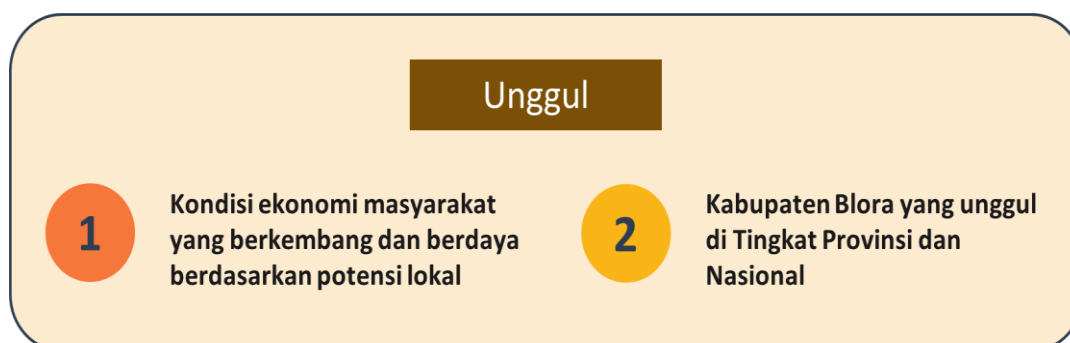 Unggul
1
Kondisi ekonomi masyarakat
yang berkembang dan berdaya
berdasarkan potensi lokal
2
Kabupaten Blora yang unggul
di Tingkat Provinsi dan
Nasional